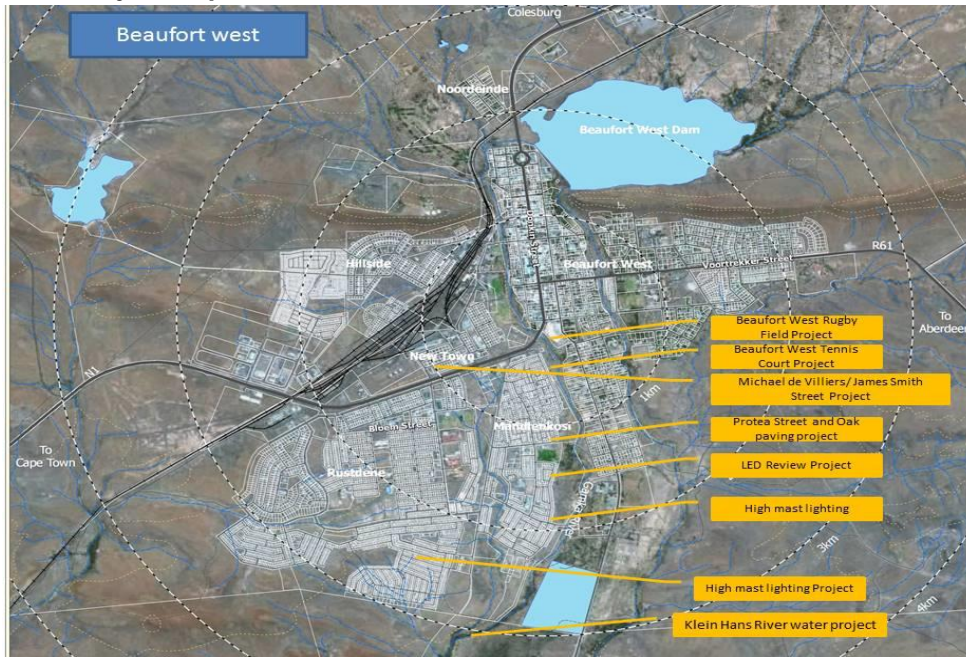 Beaufort west
Colesburg
Noordeinde
Beaufort West Dam
Hillside
Beaufort West
Voortrekker Street
R61
To
Aberdeen
Beaufort West Rugby
Field Project
Beaufort West Tennis
Court Project
Michael de Villiers/James Smith
Street Project
New Town
N1
1km
To
Cape Town
Bloem Street
Protea Street and Oak
paving project
Rustdene
LED Review Project
High mast lighting
3km
High mast lighting Project
4km
Klein Hans River water project